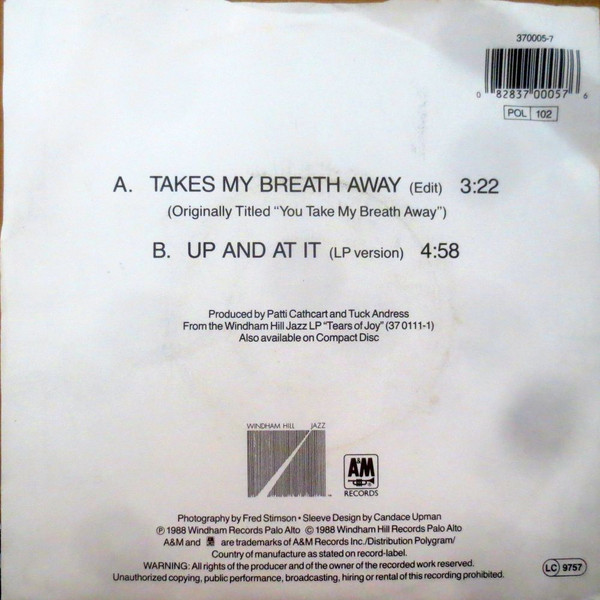 370005-7
0 82837 00057 5
POL 102
A. TAKES MY BREATH AWAY (Edit) 3:22
(Originally Titled "You Take My Breath Away")
B. UP AND AT IT (LP version) 4:58
Produced by Patti Cathcart and Tuck Andress
From the Windham Hill Jazz LP "Tears of Joy" (37 0111-1)
Also available on Compact Disc
WINDHAM HILL JAZZ
A&M
RECORDS
Photography by Fred Stimson • Sleeve Design by Candace Upman
℗ 1988 Windham Records Palo Alto © 1988 Windham Hill Records Palo Alto
A&M and are trademarks of A&M Records Inc./Distribution Polygram/
Country of manufacture as stated on record-label.
WARNING: All rights of the producer and of the owner of the recorded work reserved.
Unauthorized copying, public performance, broadcasting, hiring or rental of this recording prohibited.
LC 9757